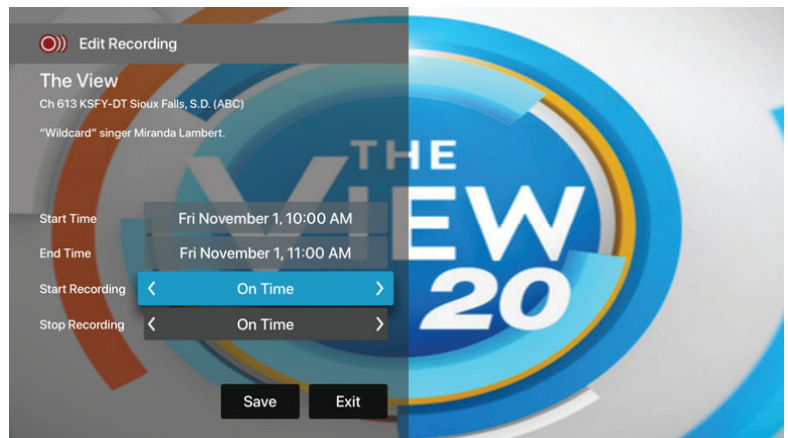 Edit Recording
The View
Ch 613 KSFY-DT Sioux Falls, S.D. (ABC)
"Wildcard" singer Miranda Lambert.
Start Time Fri November 1, 10:00 AM
End Time Fri November 1, 11:00 AM
Start Recording On Time
Stop Recording On Time
Save Exit
THE
VIEW
20